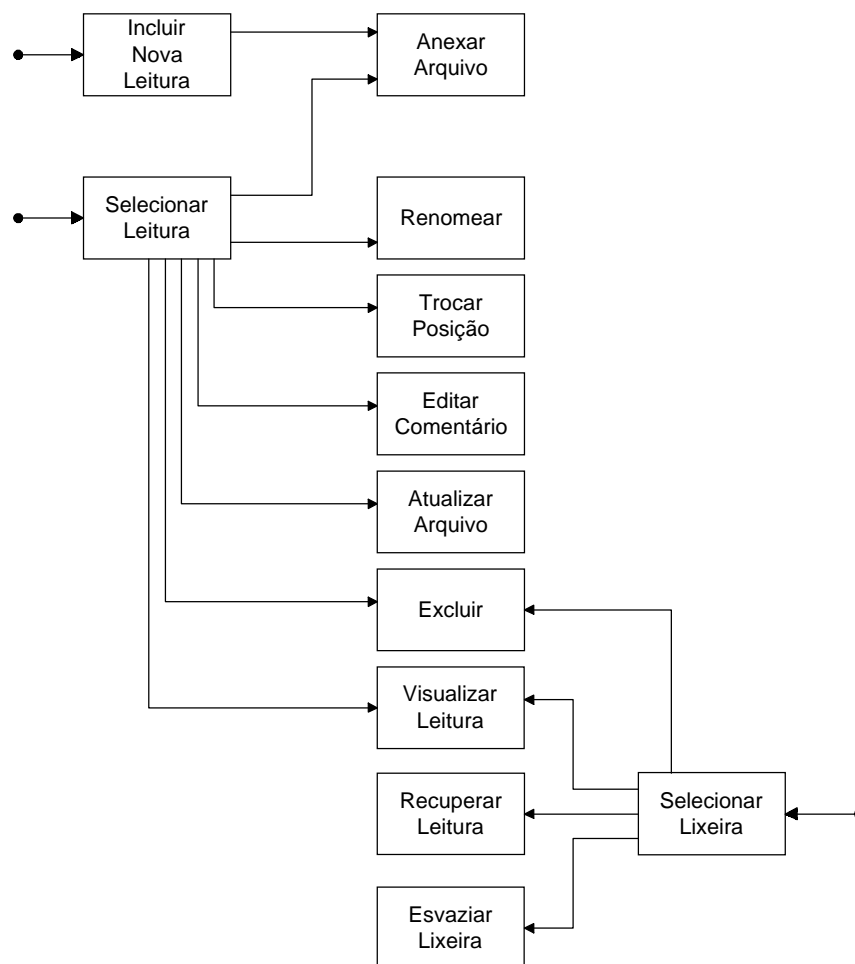 Incluir
Nova
Leitura
Anexar
Arquivo
Selecionar
Leitura
Renomear
Trocar
Posição
Editar
Comentário
Atualizar
Arquivo
Excluir
Visualizar
Leitura
Recuperar
Leitura
Selecionar
Lixeira
Esvaziar
Lixeira